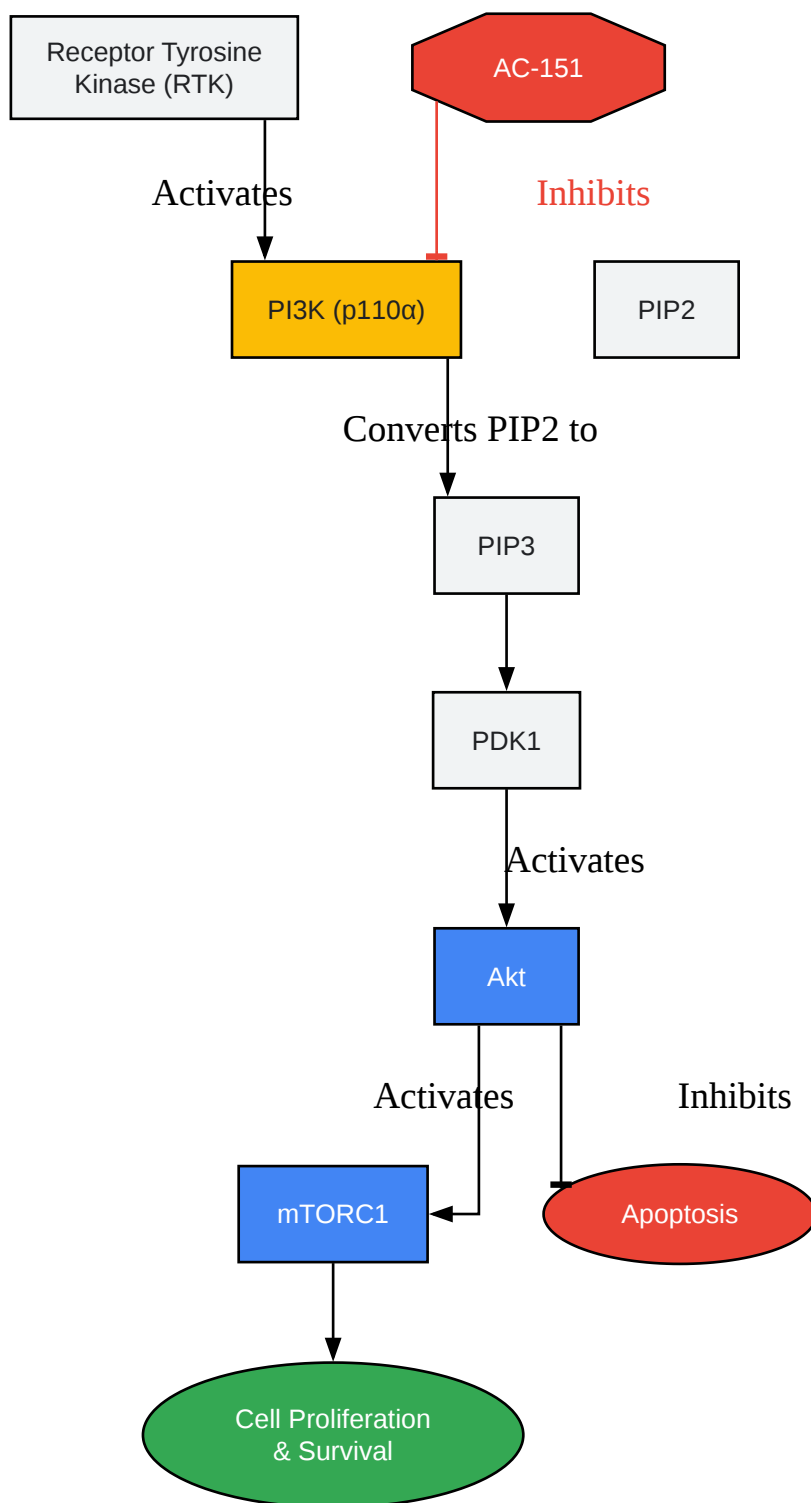 Receptor Tyrosine
Kinase (RTK)
AC-151
Activates
Inhibits
PI3K (p110α)
PIP2
Converts PIP2 to
PIP3
PDK1
Activates
Akt
Activates
Inhibits
mTORC1
Apoptosis
Cell Proliferation
& Survival